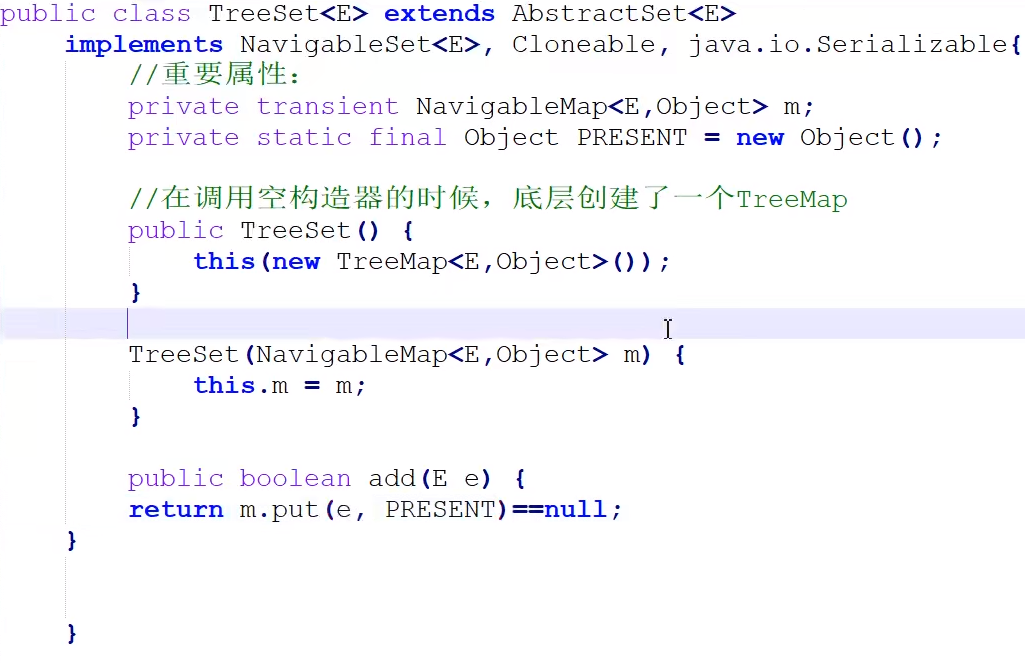 public class TreeSet<E> extends AbstractSet<E>
    implements NavigableSet<E>, Cloneable, java.io.Serializable{
        //重要属性：
        private transient NavigableMap<E,Object> m;
        private static final Object PRESENT = new Object();

        //在调用空构造器的时候，底层创建了一个TreeMap
        public TreeSet() {
            this(new TreeMap<E,Object>());
        }

        TreeSet(NavigableMap<E,Object> m) {
            this.m = m;
        }

        public boolean add(E e) {
        return m.put(e, PRESENT)==null;
    }

    }